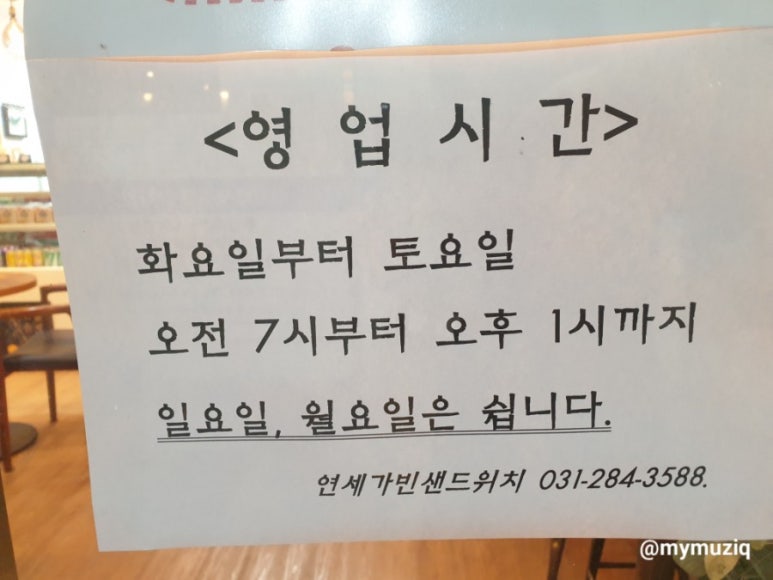 <영 업 시 간>
화요일부터 토요일
오전 7시부터 오후 1시까지
일요일, 월요일은 쉽니다.
연세가빈샌드위치 031-284-3588.
@mymuziq